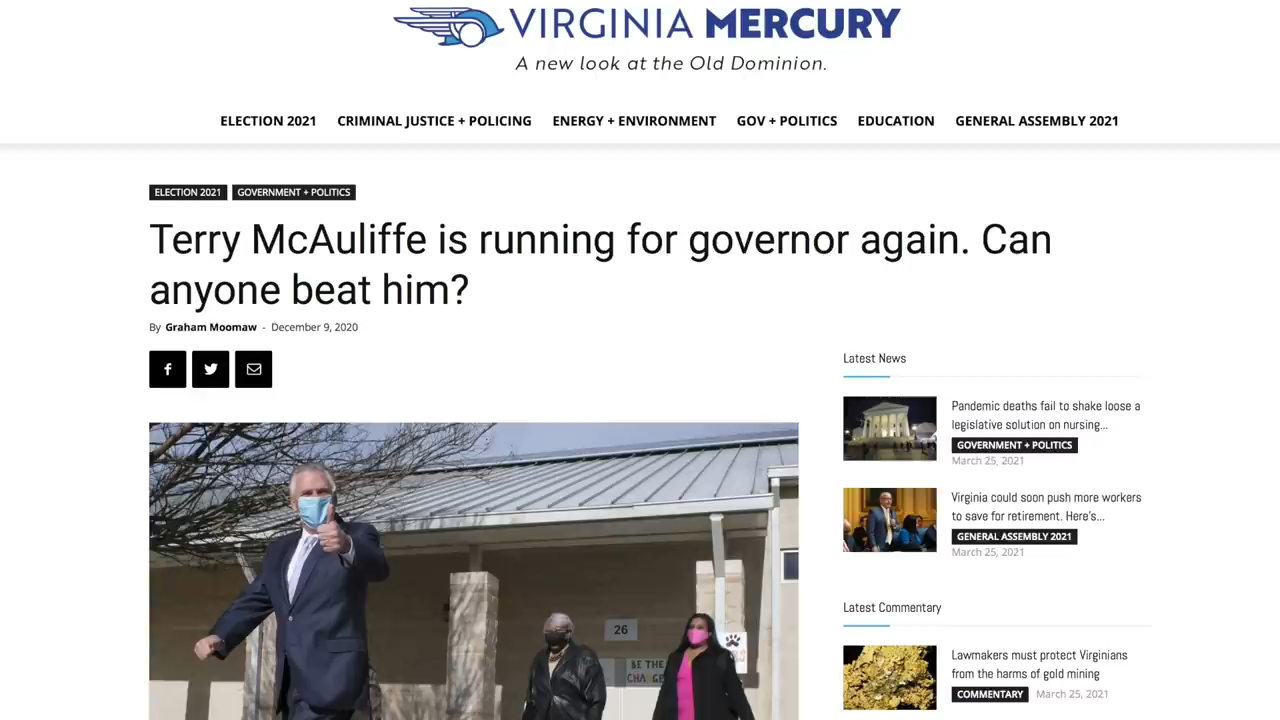 VIRGINIA MERCURY
A new look at the Old Dominion.
ELECTION 2021 CRIMINAL JUSTICE + POLICING ENERGY + ENVIRONMENT GOV + POLITICS EDUCATION GENERAL ASSEMBLY 2021
ELECTION 2021 GOVERNMENT + POLITICS
Terry McAuliffe is running for governor again. Can
anyone beat him?
By Graham Moomaw - December 9, 2020
Latest News
Pandemic deaths fail to shake loose a
legislative solution on nursing...
GOVERNMENT + POLITICS
March 25, 2021
Virginia could soon push more workers
to save for retirement. Here's...
GENERAL ASSEMBLY 2021
March 25, 2021
Latest Commentary
Lawmakers must protect Virginians
from the harms of gold mining
COMMENTARY March 25, 2021
26
BE THE
CHANGE